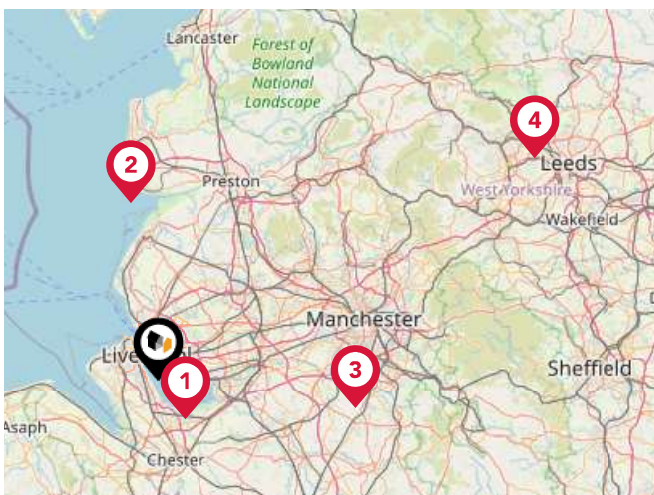 Lancaster
Forest of
Bowland
National
Landscape
4
2
Leeds
Preston
West Yorkshire
Wakefield
Manchester
3
Sheffield
1
Asaph
Chester